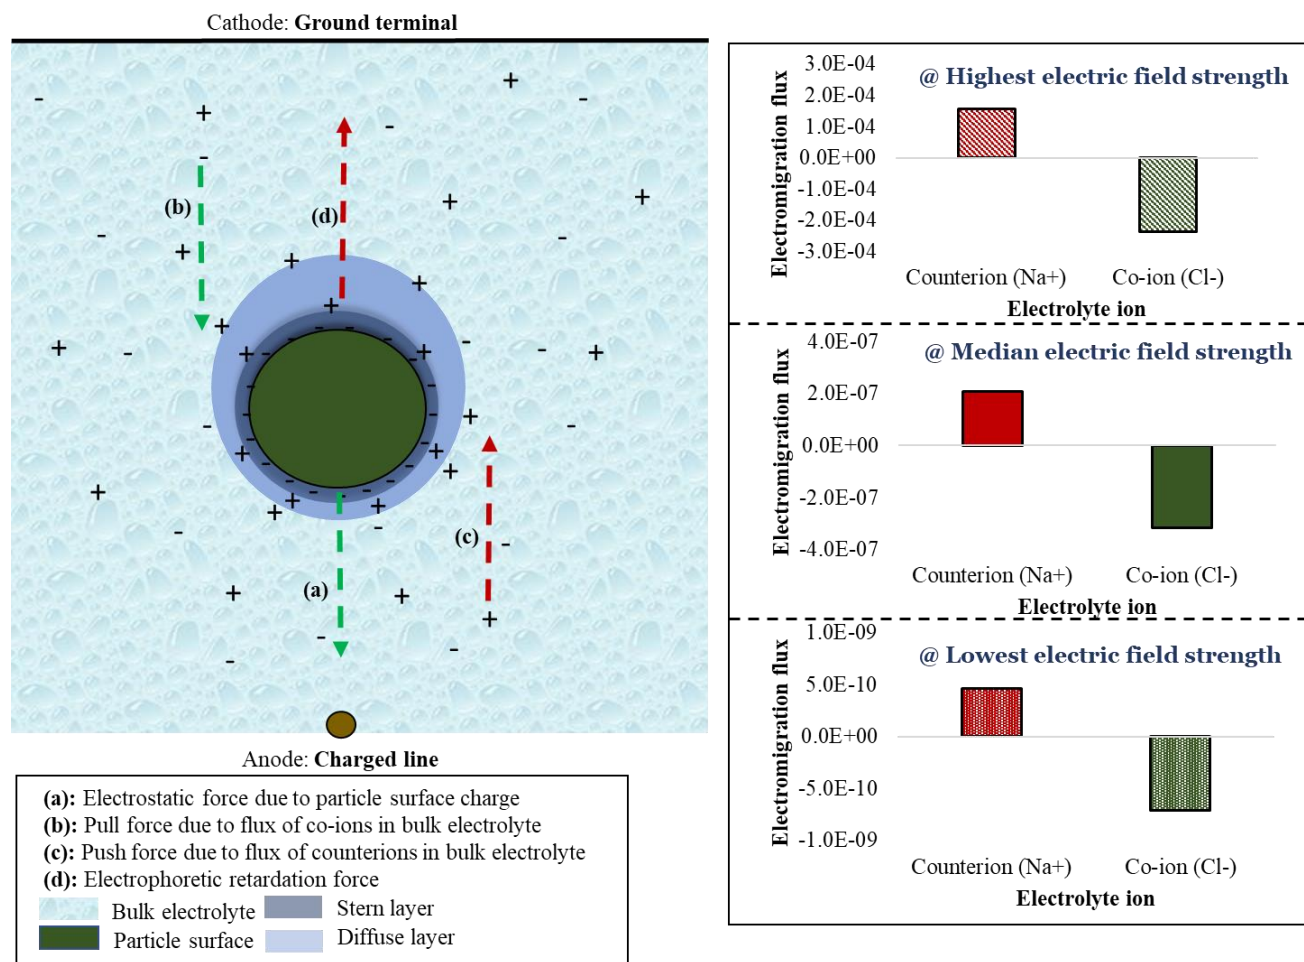 Cathode: Ground terminal
(b)
(d)
(c)
(a)
Anode: Charged line
(a): Electrostatic force due to particle surface charge
(b): Pull force due to flux of co-ions in bulk electrolyte
(c): Push force due to flux of counterions in bulk electrolyte
(d): Electrophoretic retardation force
Bulk electrolyte
Stern layer
Particle surface
Diffuse layer
@ Highest electric field strength
Electromigration flux
3.0E-04
2.0E-04
1.0E-04
0.0E+00
-1.0E-04
-2.0E-04
-3.0E-04
Counterion (Na+)
Co-ion (Cl-)
Electrolyte ion
@ Median electric field strength
Electromigration flux
4.0E-07
2.0E-07
0.0E+00
-2.0E-07
-4.0E-07
Counterion (Na+)
Co-ion (Cl-)
Electrolyte ion
@ Lowest electric field strength
Electromigration flux
1.0E-09
5.0E-10
0.0E+00
-5.0E-10
-1.0E-09
Counterion (Na+)
Co-ion (Cl-)
Electrolyte ion